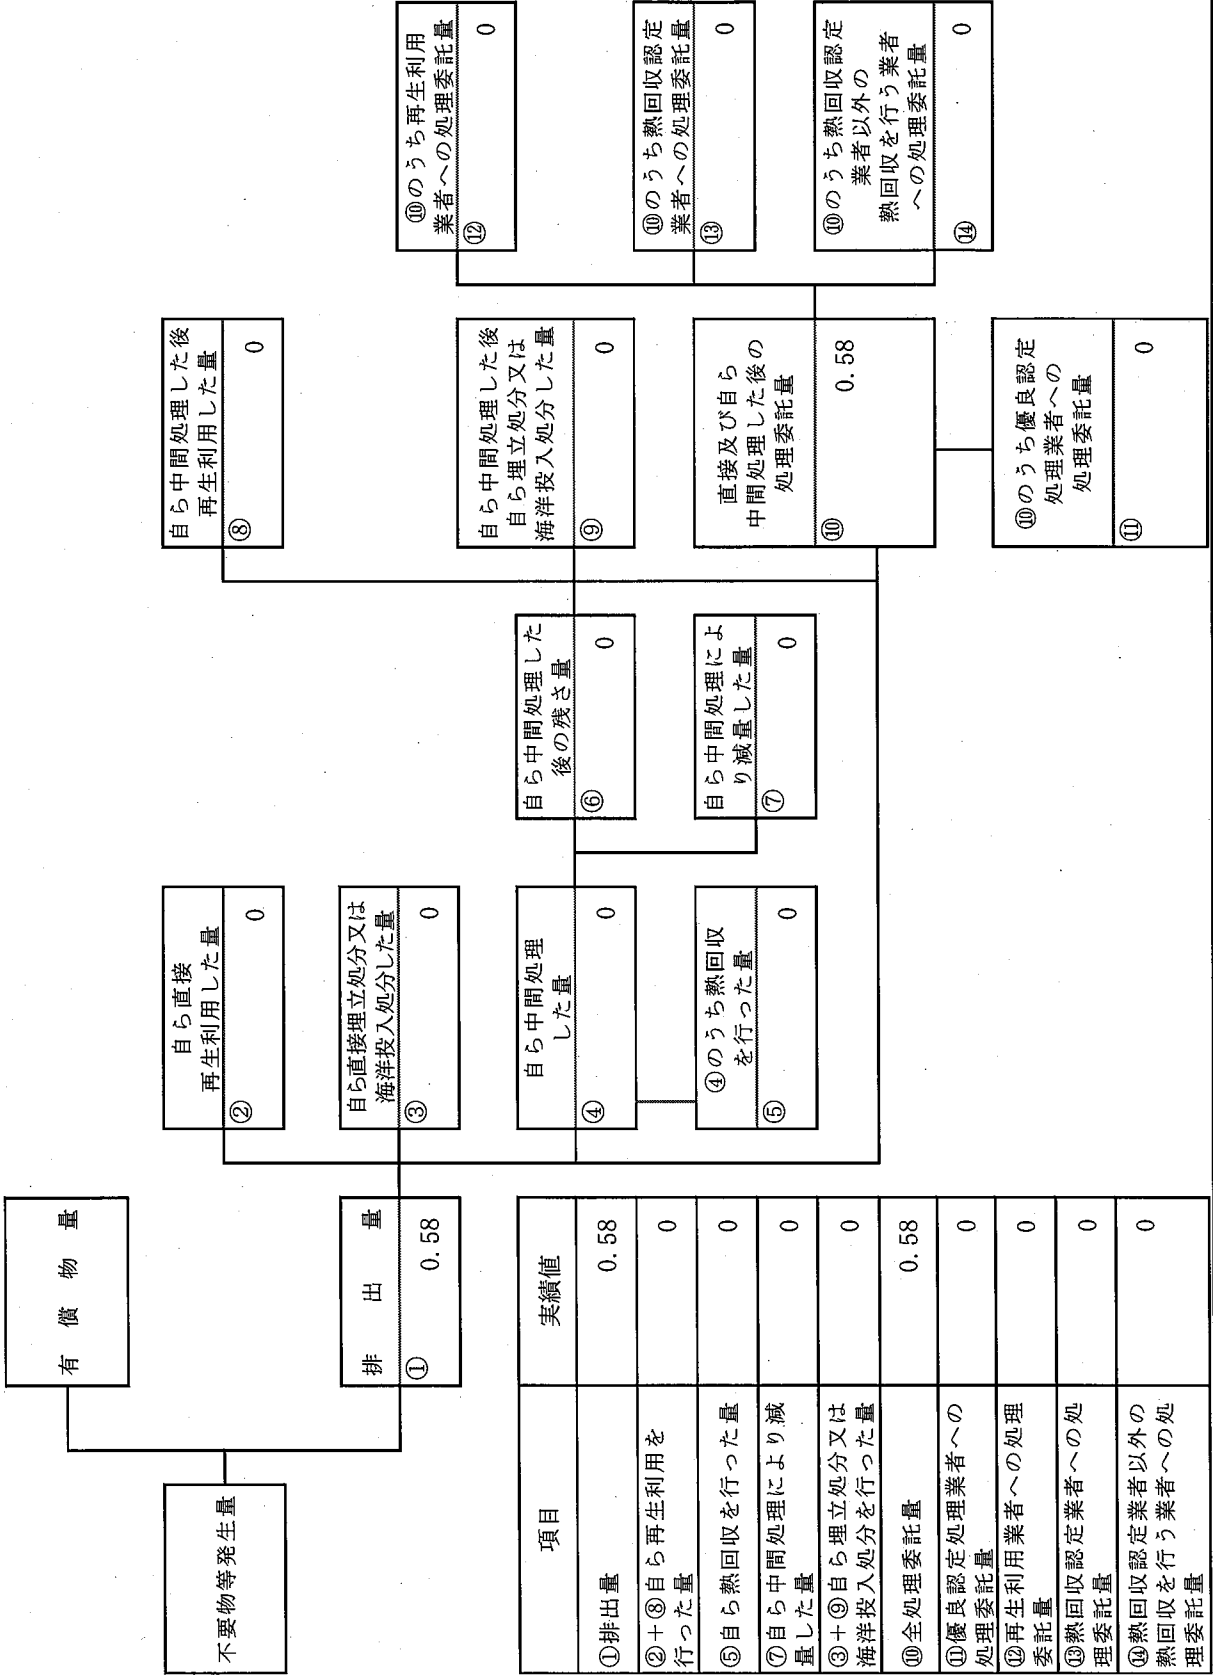 不要物等発生量
有償物量
排出量
①
0.58
自ら直接
再生利用した量
②
0
自ら直接埋立処分又は
海洋投入処分した量
③
0
自ら中間処理
した量
④
0
④のうち熱回収
を行った量
⑤
0
自ら中間処理した
後の残さ量
⑥
0
自ら中間処理によ
り減量した量
⑦
0
自ら中間処理した後
再生利用した量
⑧
0
自ら中間処理した後
自ら埋立処分又は
海洋投入処分した量
⑨
0
直接及び自ら
中間処理した後の
処理委託量
⑩
0.58
⑩のうち優良認定
処理業者への
処理委託量
⑪
0
⑩のうち再生利用
業者への処理委託量
⑫
0
⑩のうち熱回収認定
業者への処理委託量
⑬
0
⑩のうち熱回収認定
業者以外の
熱回収を行う業者
への処理委託量
⑭
0
項目 実績値
①排出量 0.58
②+⑧自ら再生利用を
行った量 0
⑤自ら熱回収を行った量 0
⑦自ら中間処理により減
量した量 0
③+⑨自ら埋立処分又は
海洋投入処分を行った量 0
⑩全処理委託量 0.58
⑪優良認定処理業者への
処理委託量 0
⑫再生利用業者への処理
委託量 0
⑬熱回収認定業者への処
理委託量 0
⑭熱回収認定業者以外の
熱回収を行う業者への処
理委託量 0